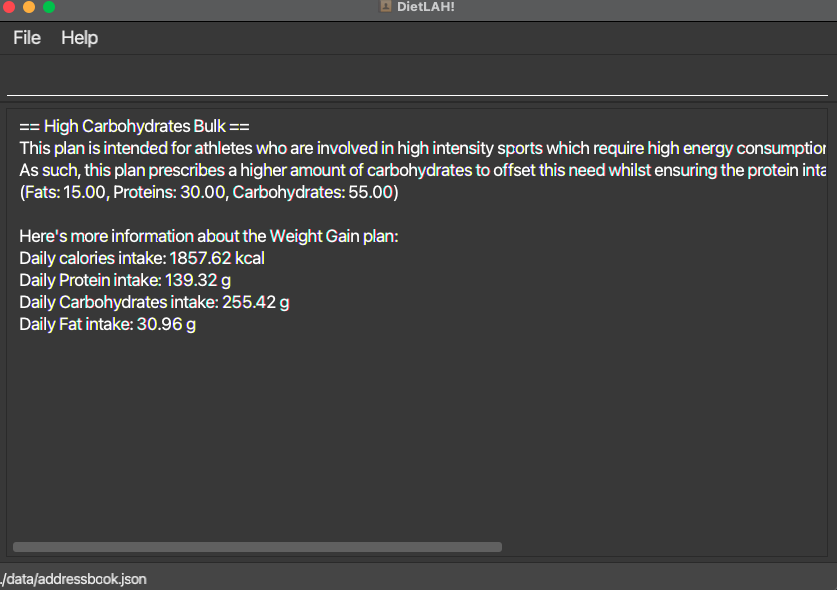 DietLAH!
File Help
== High Carbohydrates Bulk ==
This plan is intended for athletes who are involved in high intensity sports which require high energy consumption
As such, this plan prescribes a higher amount of carbohydrates to offset this need whilst ensuring the protein inta
(Fats: 15.00, Proteins: 30.00, Carbohydrates: 55.00)
Here's more information about the Weight Gain plan:
Daily calories intake: 1857.62 kcal
Daily Protein intake: 139.32 g
Daily Carbohydrates intake: 255.42 g
Daily Fat intake: 30.96 g
./data/addressbook.json